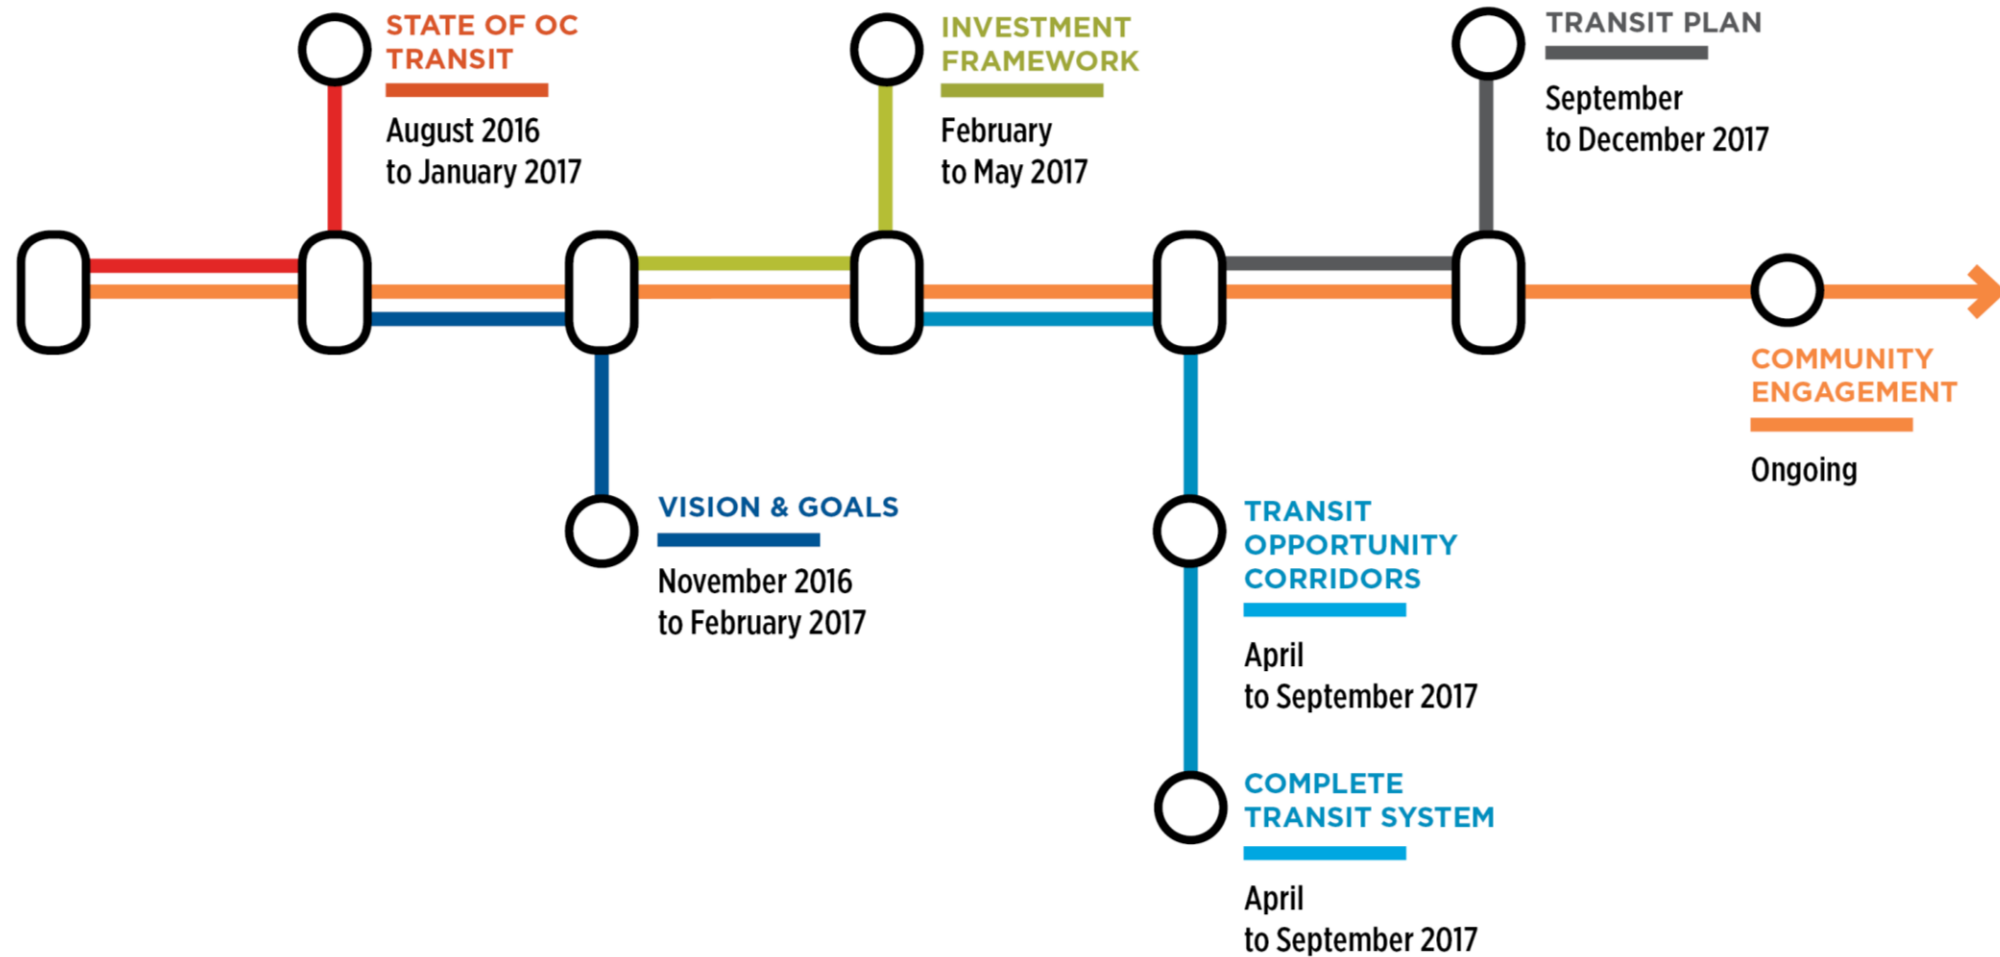 STATE OF OC
TRANSIT
August 2016
to January 2017
INVESTMENT
FRAMEWORK
February
to May 2017
TRANSIT PLAN
September
to December 2017
COMMUNITY
ENGAGEMENT
Ongoing
VISION & GOALS
November 2016
to February 2017
TRANSIT
OPPORTUNITY
CORRIDORS
April
to September 2017
COMPLETE
TRANSIT SYSTEM
April
to September 2017